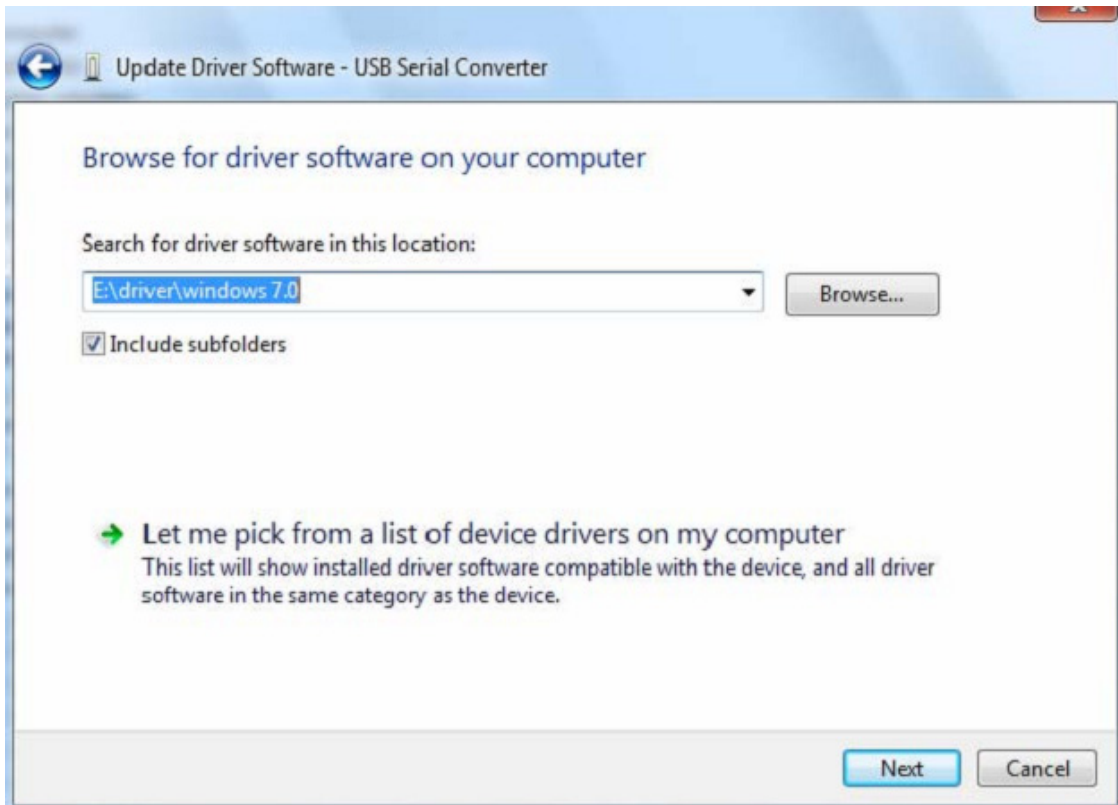 Update Driver Software - USB Serial Converter
Browse for driver software on your computer
Search for driver software in this location:
E:\driver\windows 7.0
Browse...
Include subfolders
Let me pick from a list of device drivers on my computer
This list will show installed driver software compatible with the device, and all driver
software in the same category as the device.
Next
Cancel